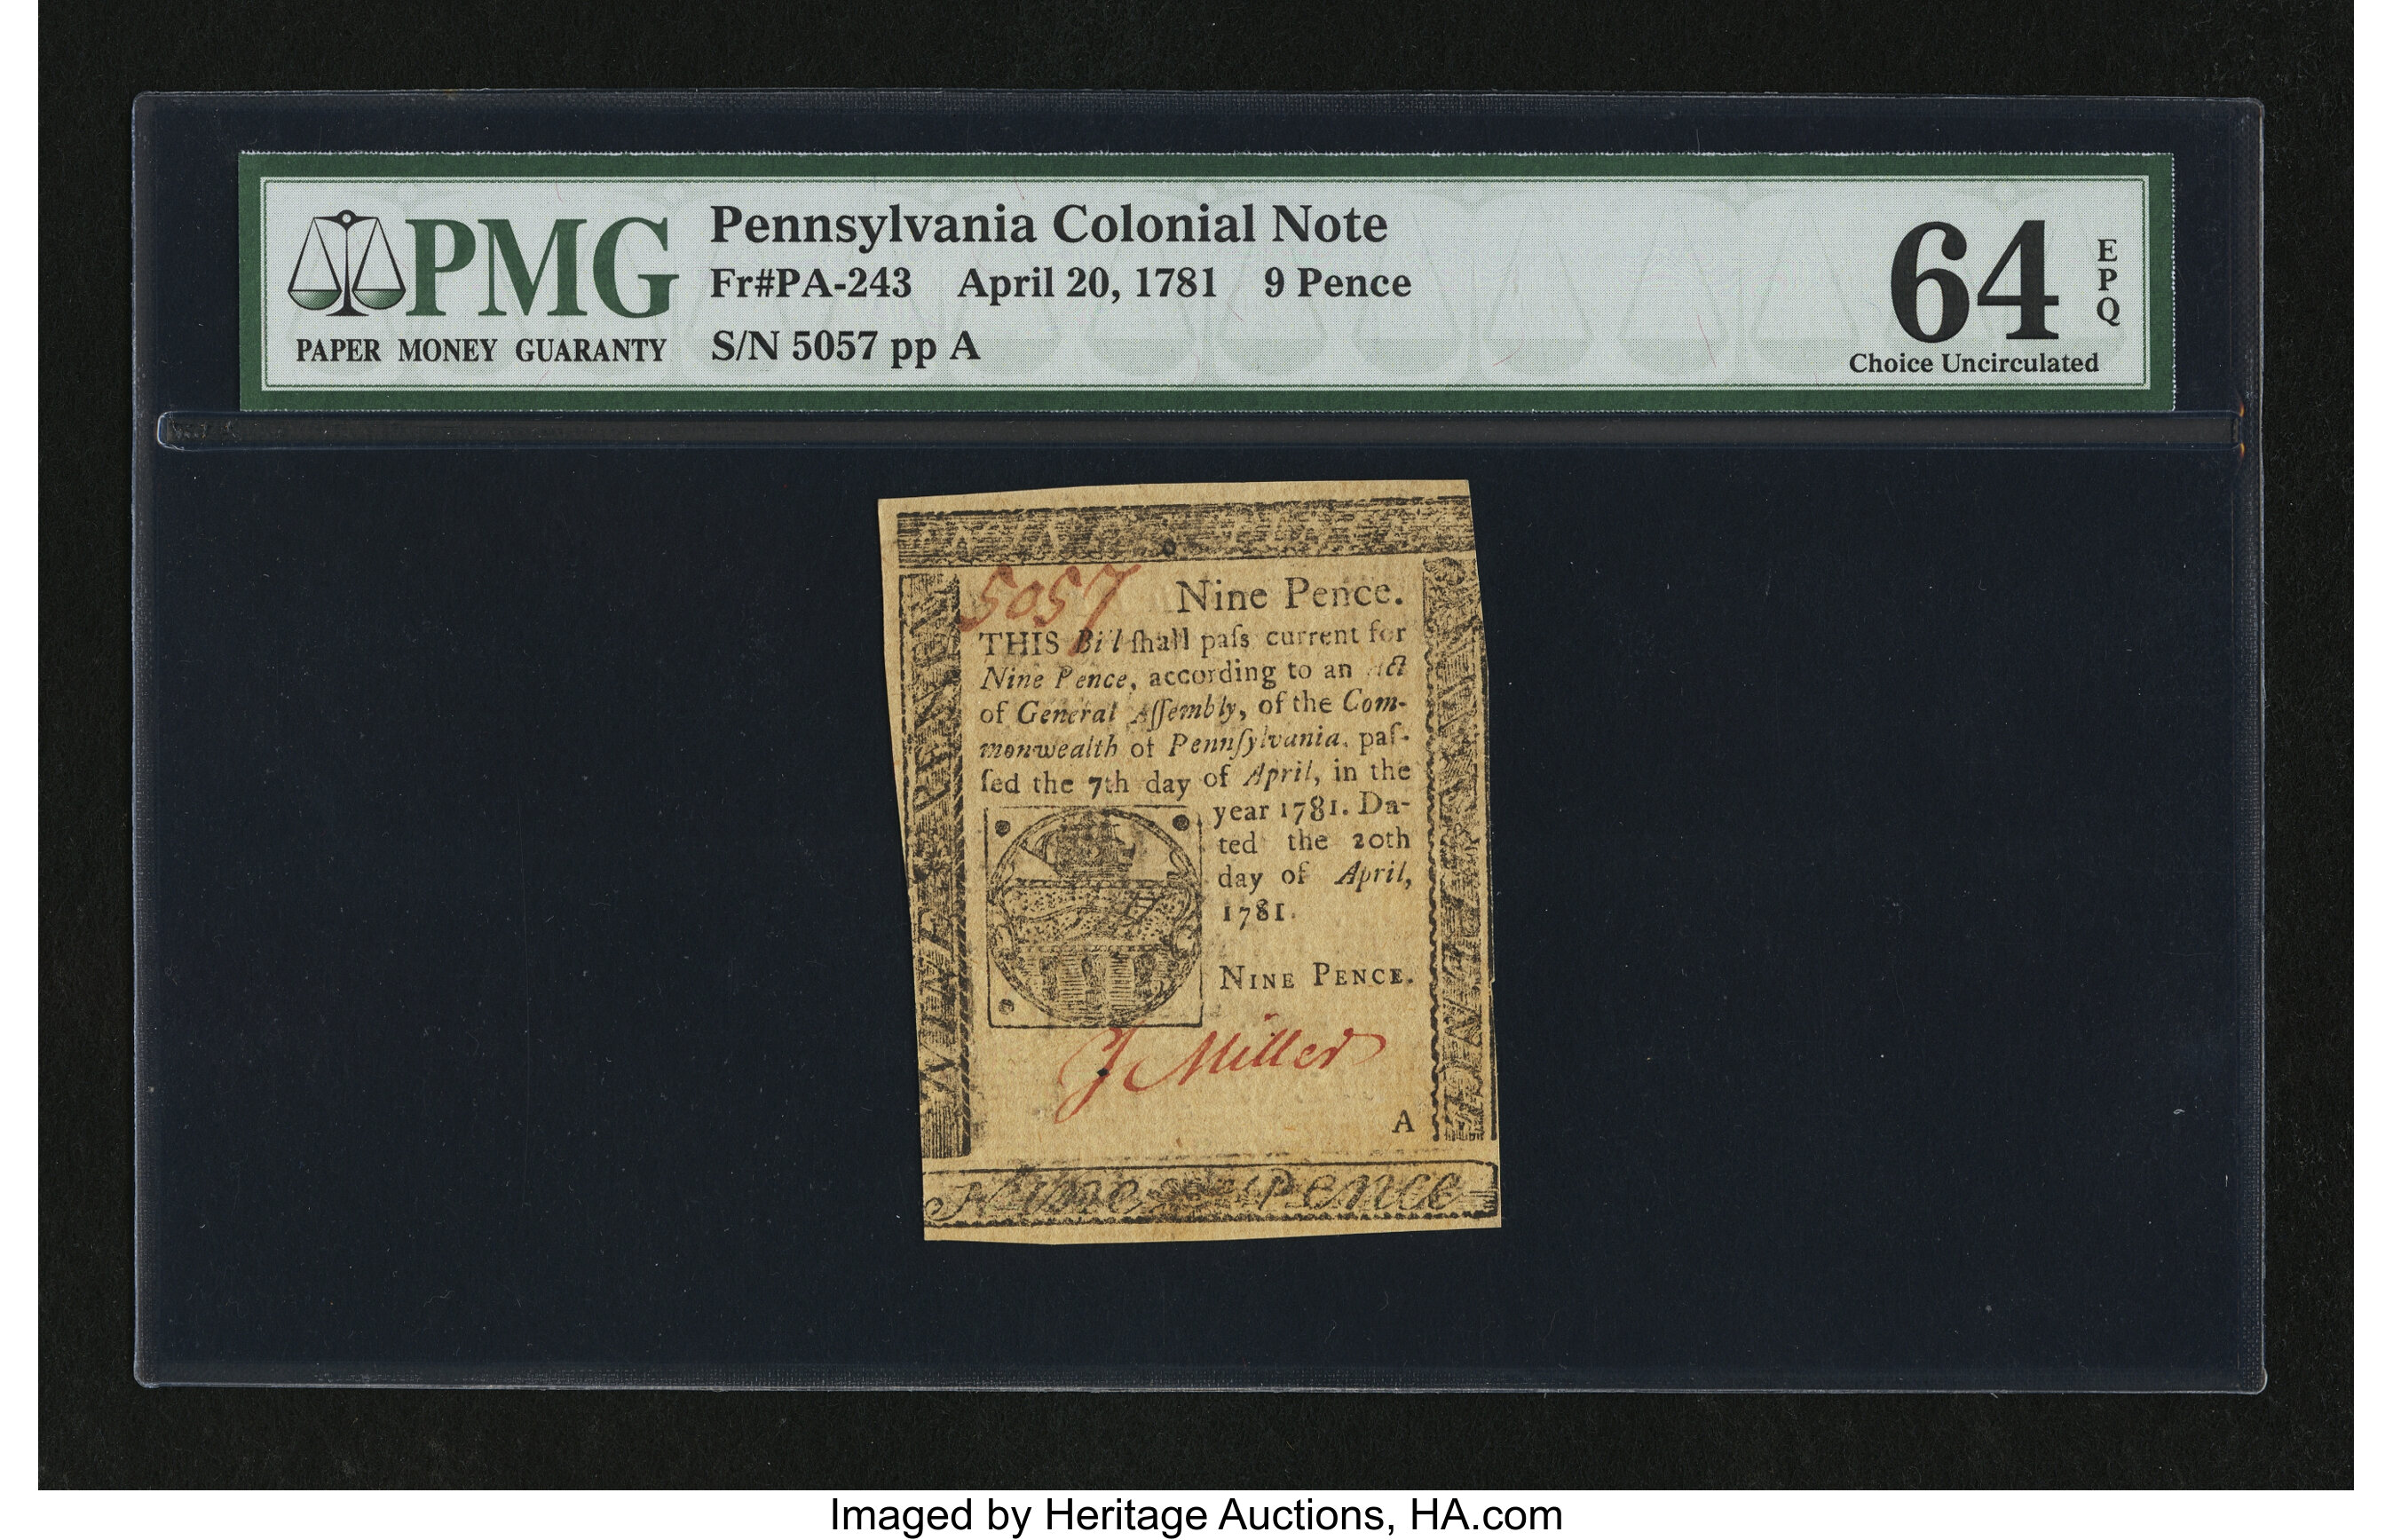 PMG
PAPER MONEY GUARANTY
Pennsylvania Colonial Note
Fr#PA-243 April 20, 1781 9 Pence
S/N 5057 pp A
64
EPQ
Choice Uncirculated
5057 Nine Pence.
THIS Bill ſhall paſs current for
Nine Pence, according to an Act
of General Aſſembly, of the Com-
monwealth of Pennſylvania, paſ-
ſed the 7th day of April, in the
year 1781. Da-
ted the 20th
day of April,
1781.
NINE PENCE.
J Miller
A
Nine Pence
Imaged by Heritage Auctions, HA.com